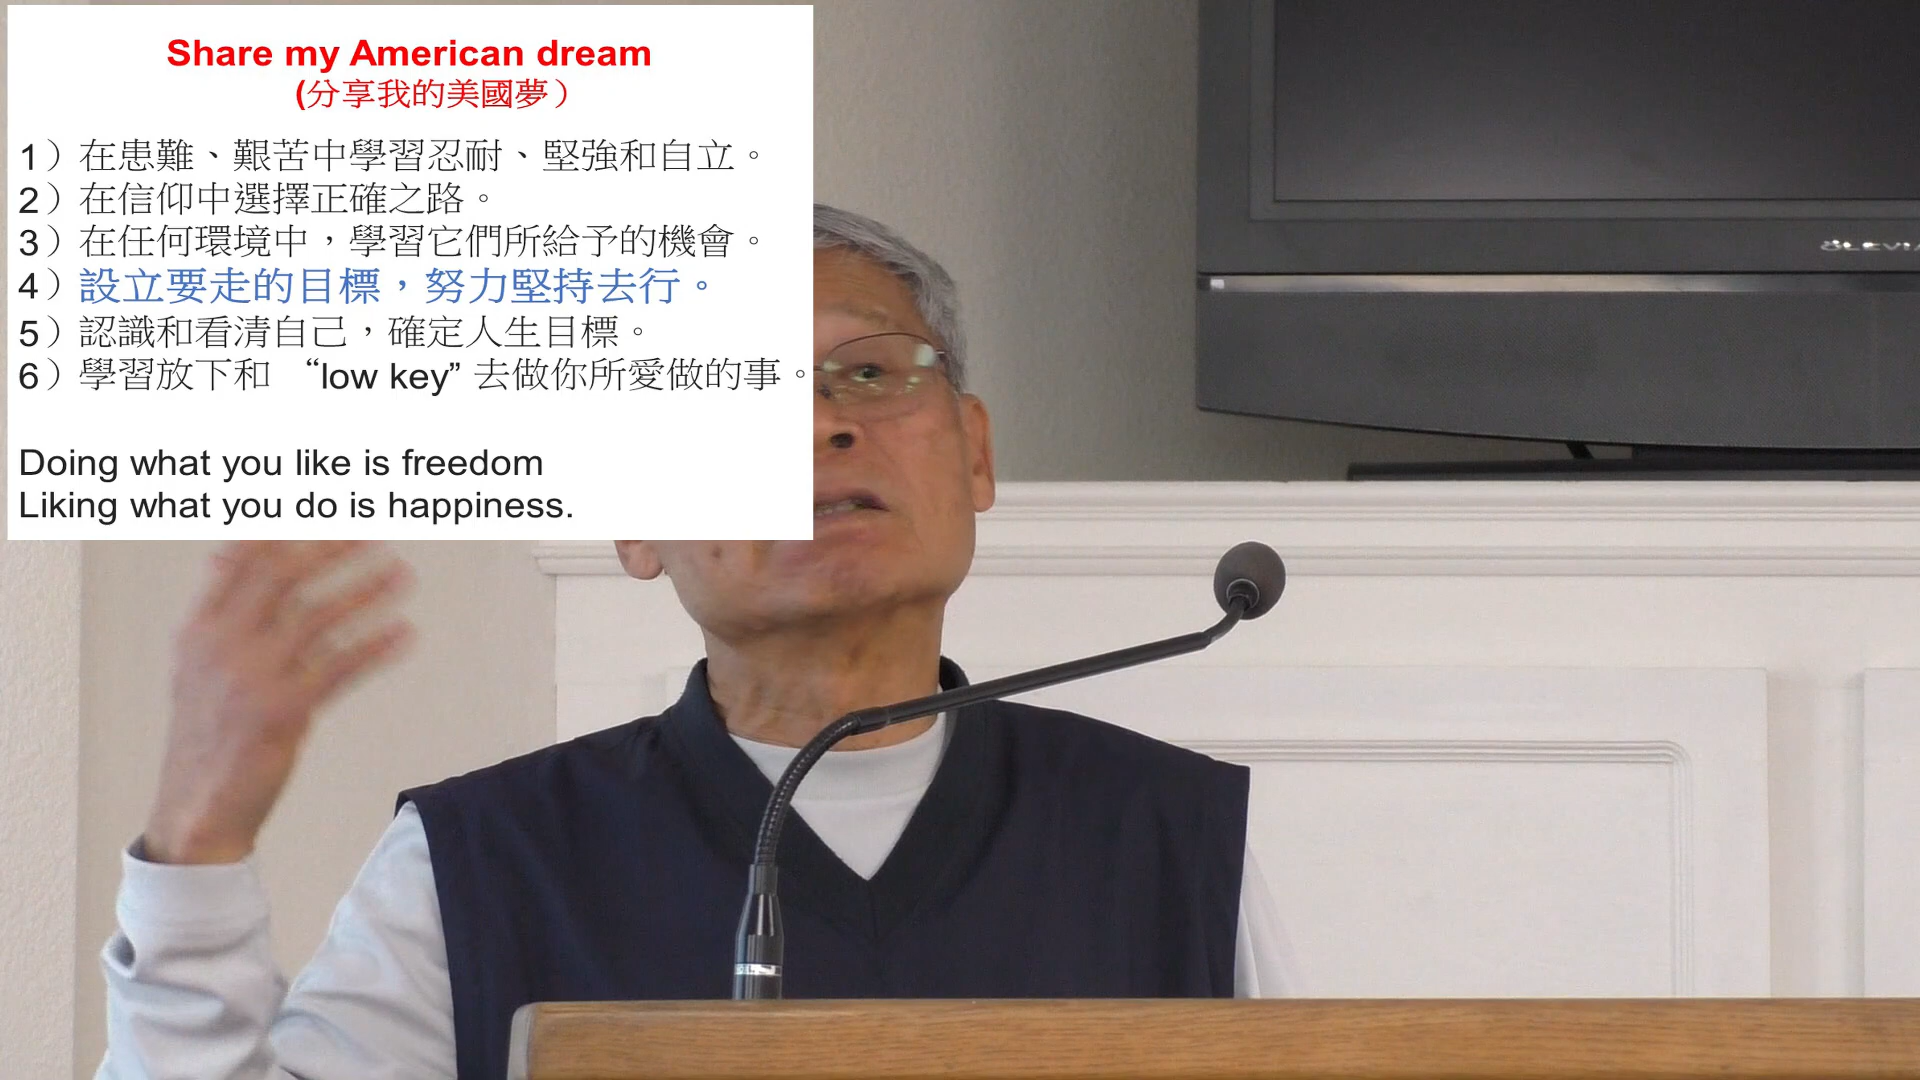 Share my American dream
(分享我的美國夢）
1）在患難、艱苦中學習忍耐、堅強和自立。
2）在信仰中選擇正確之路。
3）在任何環境中，學習它們所給予的機會。
4）設立要走的目標，努力堅持去行。
5）認識和看清自己，確定人生目標。
6）學習放下和 “low key” 去做你所愛做的事。
Doing what you like is freedom
Liking what you do is happiness.